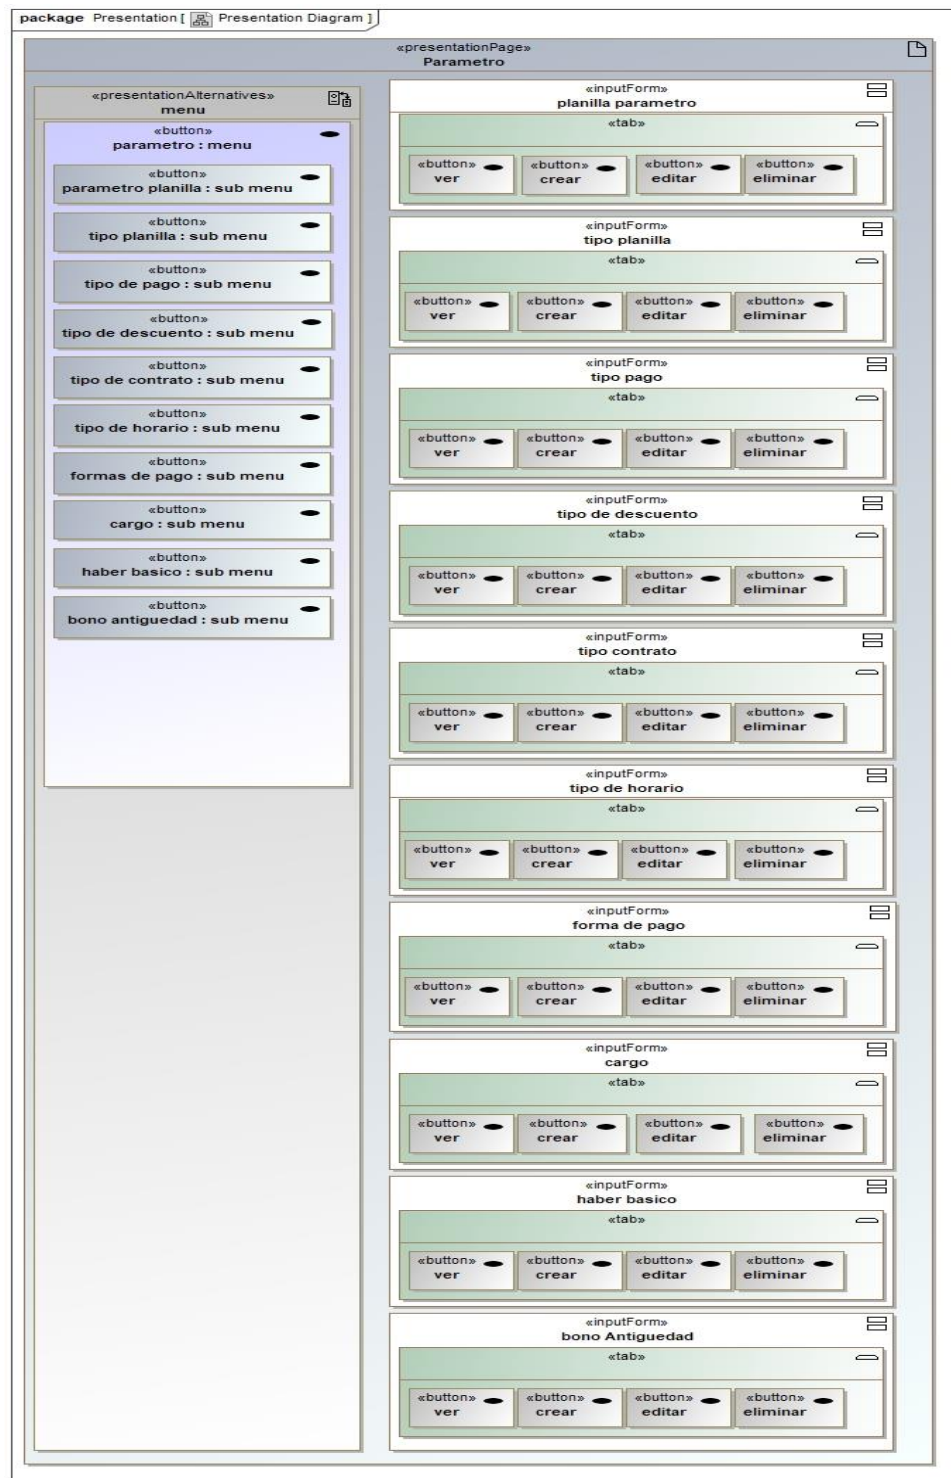 package Presentation [ Presentation Diagram ]
«presentationPage»
Parametro
«presentationAlternatives»
menu
«button»
parametro : menu
«button»
parametro planilla : sub menu
«button»
tipo planilla : sub menu
«button»
tipo de pago : sub menu
«button»
tipo de descuento : sub menu
«button»
tipo de contrato : sub menu
«button»
tipo de horario : sub menu
«button»
formas de pago : sub menu
«button»
cargo : sub menu
«button»
haber basico : sub menu
«button»
bono antiguedad : sub menu
«inputForm»
planilla parametro
«tab»
«button» «button» «button» «button»
ver crear editar eliminar
«inputForm»
tipo planilla
«tab»
«button» «button» «button» «button»
ver crear editar eliminar
«inputForm»
tipo pago
«tab»
«button» «button» «button» «button»
ver crear editar eliminar
«inputForm»
tipo de descuento
«tab»
«button» «button» «button» «button»
ver crear editar eliminar
«inputForm»
tipo contrato
«tab»
«button» «button» «button» «button»
ver crear editar eliminar
«inputForm»
tipo de horario
«tab»
«button» «button» «button» «button»
ver crear editar eliminar
«inputForm»
forma de pago
«tab»
«button» «button» «button» «button»
ver crear editar eliminar
«inputForm»
cargo
«tab»
«button» «button» «button» «button»
ver crear editar eliminar
«inputForm»
haber basico
«tab»
«button» «button» «button» «button»
ver crear editar eliminar
«inputForm»
bono Antiguedad
«tab»
«button» «button» «button» «button»
ver crear editar eliminar